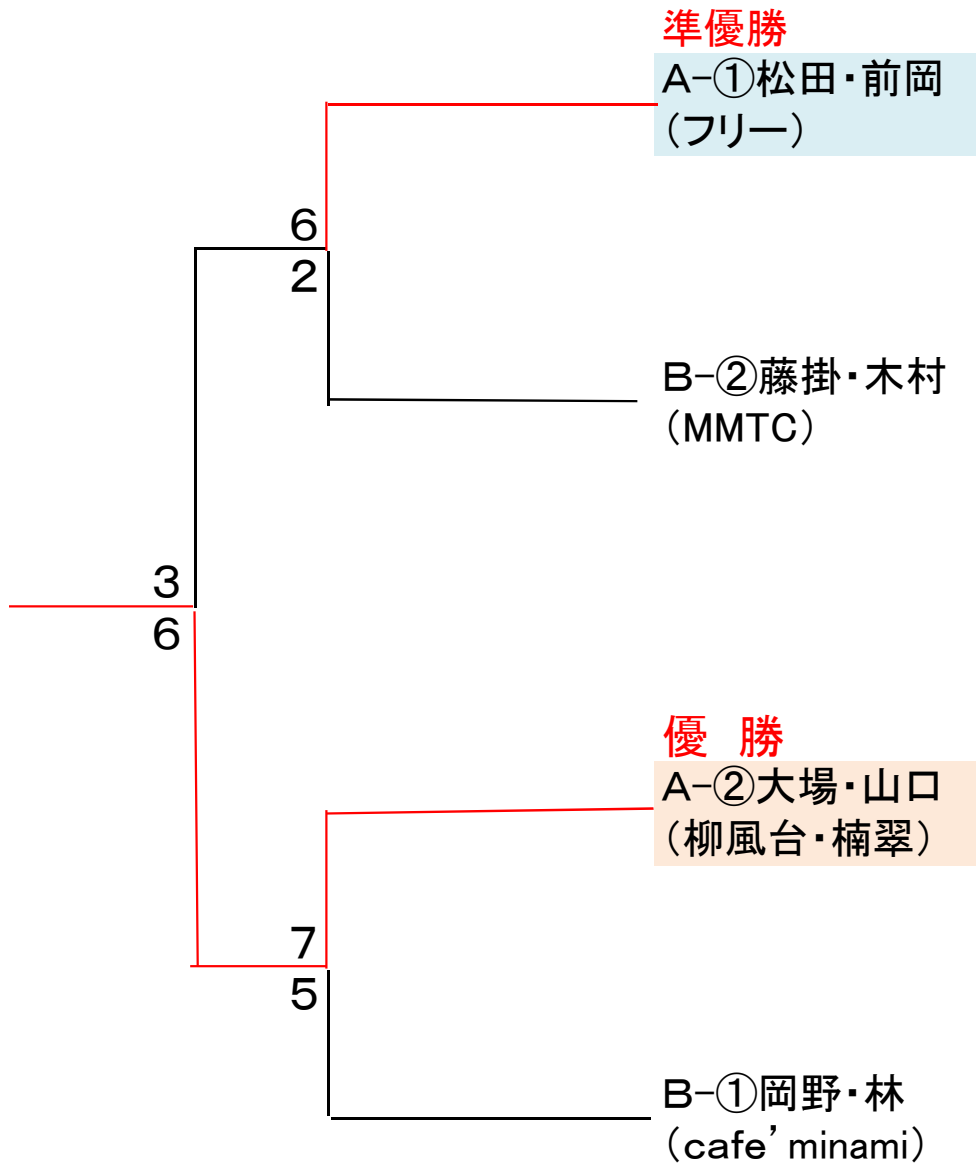 準優勝
A-①松田・前岡
(フリー)
6
2
B-②藤掛・木村
(MMTC)
3
6
優　勝
A-②大場・山口
(柳風台・楠翠)
7
5
B-①岡野・林
(cafe’minami)